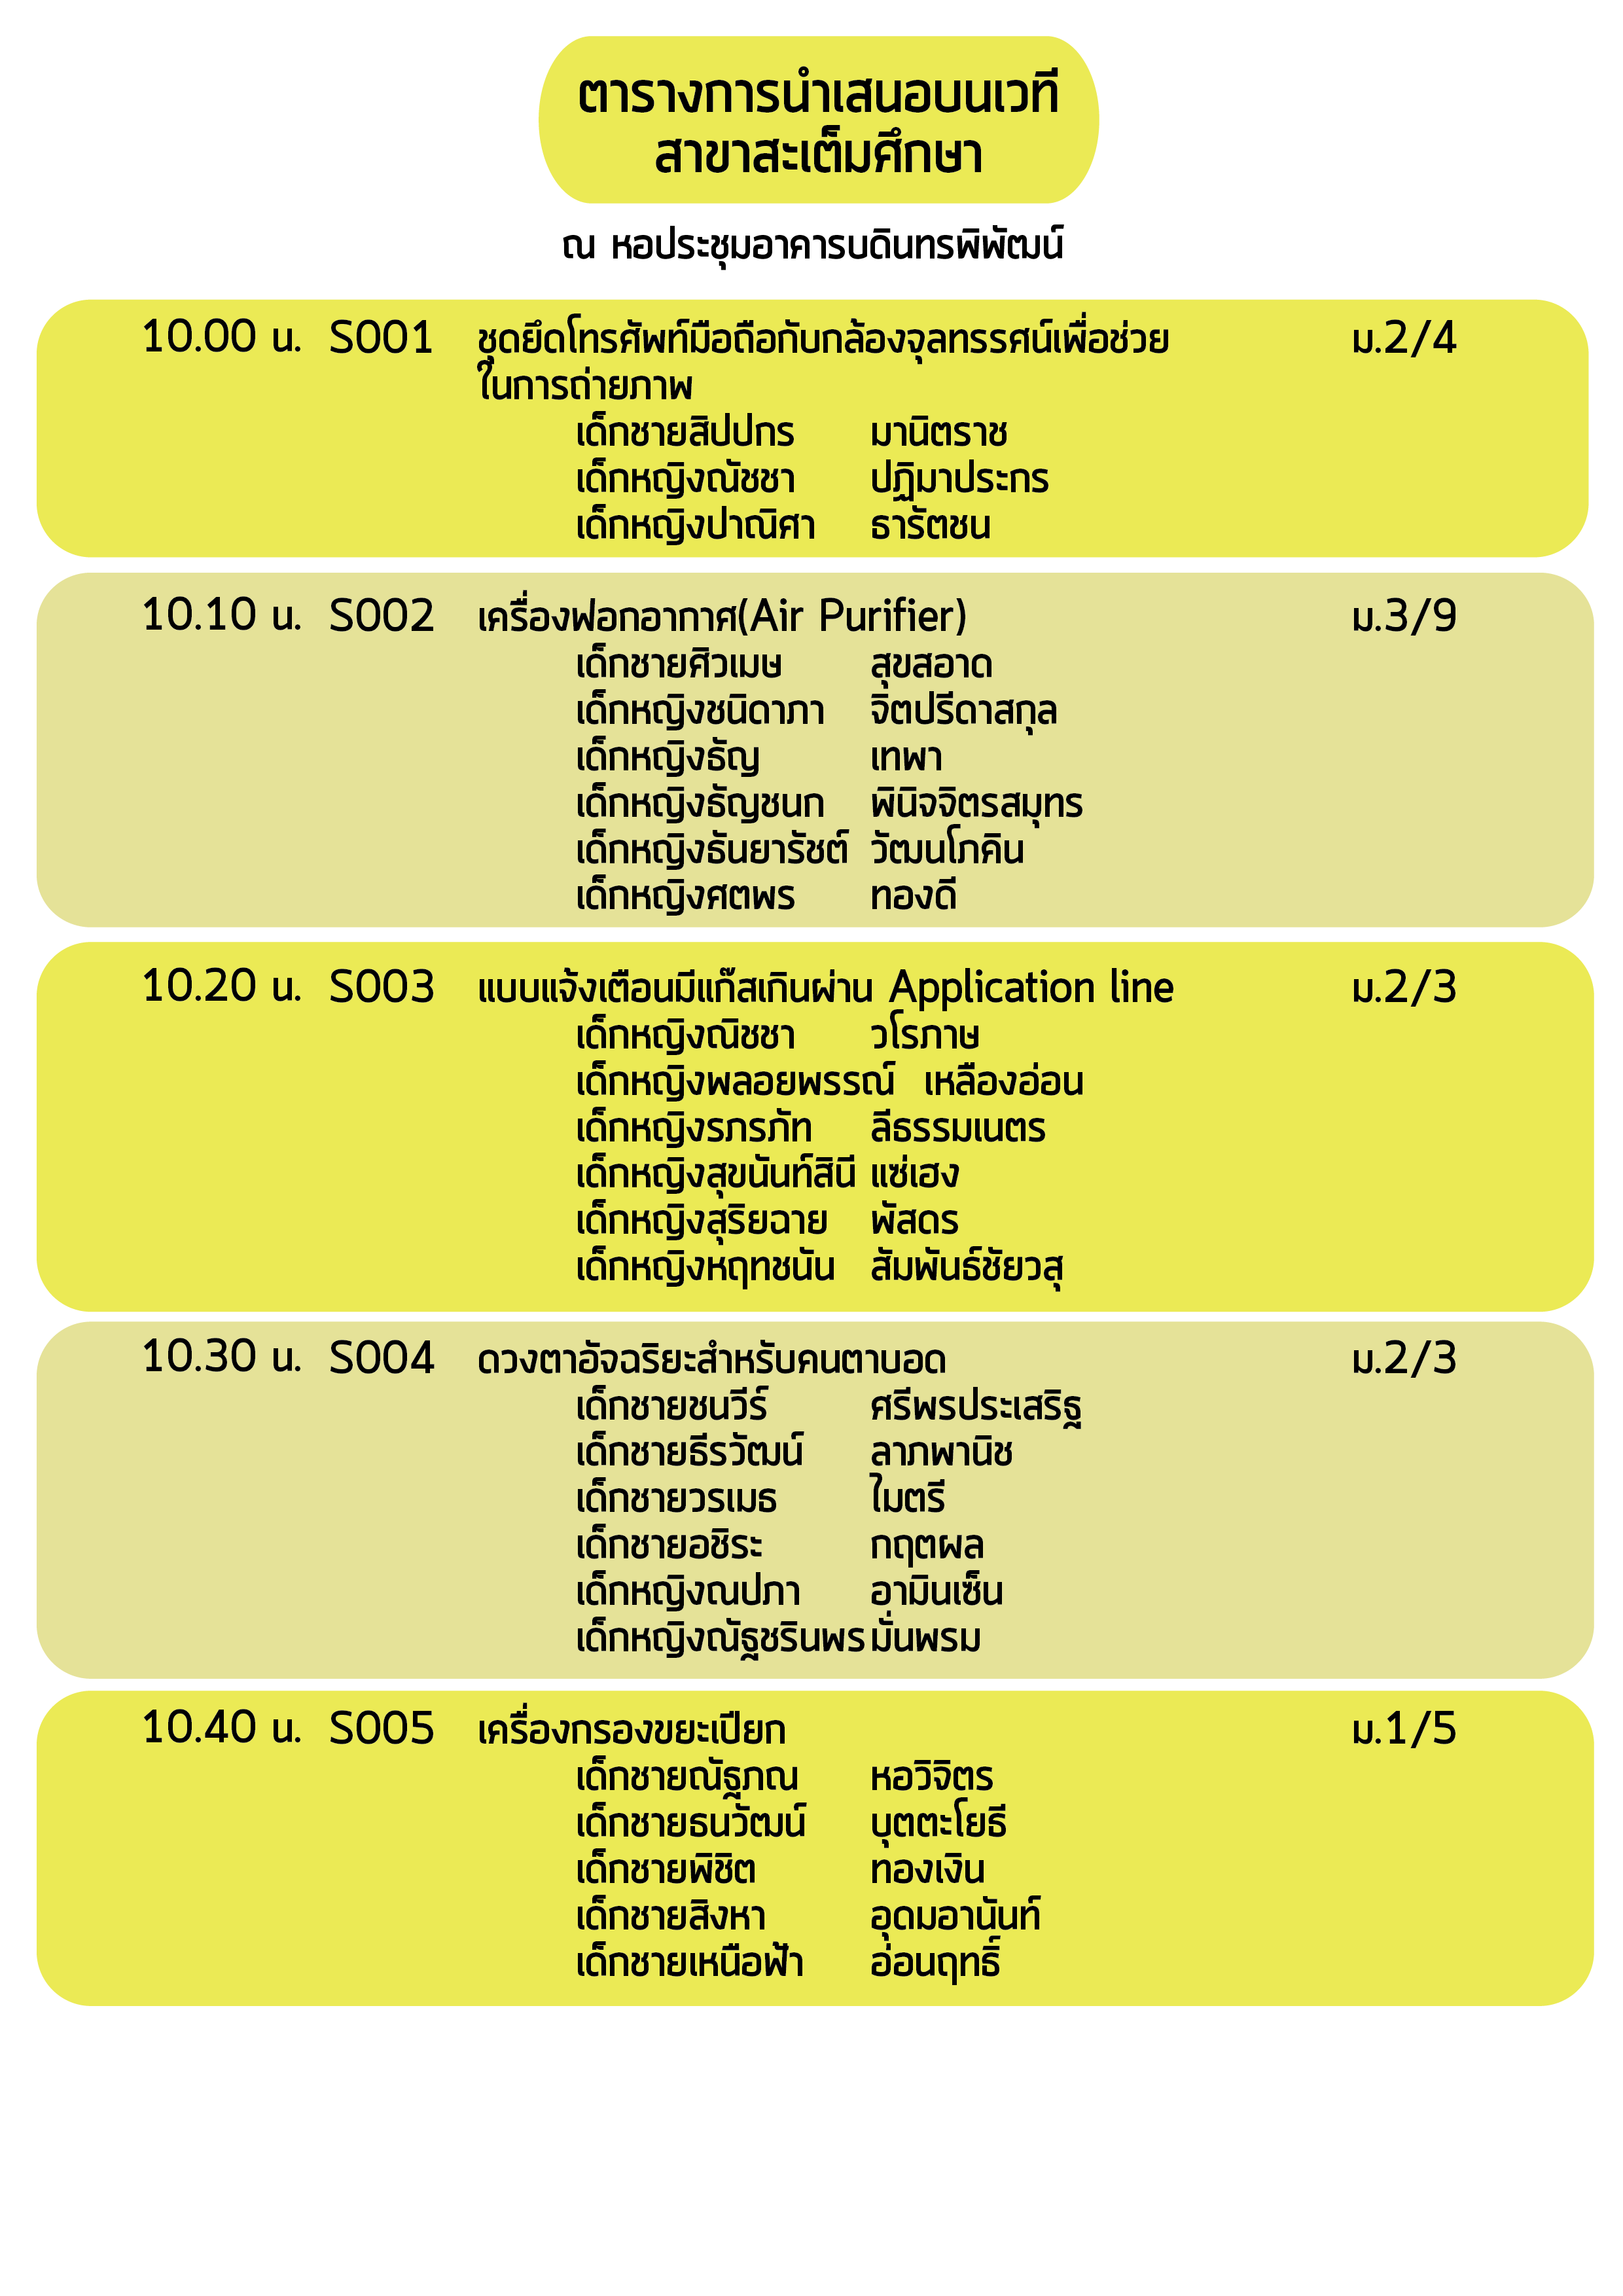 ตารางการนำเสนอบนเวที
สาขาสะเต็มศึกษา
ณ หอประชุมอาคารบดินทรพิพัฒน์
10.00 น. S001 ชุดยึดโทรศัพท์มือถือกับกล้องจุลทรรศน์เพื่อช่วย ม.2/4
ในการถ่ายภาพ
เด็กชายสิปปกร มานิตราช
เด็กหญิงณัชชา ปฏิมาประกร
เด็กหญิงปาณิศา ธารัตชน
10.10 น. S002 เครื่องฟอกอากาศ(Air Purifier) ม.3/9
เด็กชายศิวเมษ สุขสอาด
เด็กหญิงชนิดาภา จิตปรีดาสกุล
เด็กหญิงธัญ เทพา
เด็กหญิงธัญชนก พินิจจิตรสมุทร
เด็กหญิงธันยารัชต์ วัฒนโภคิน
เด็กหญิงศตพร ทองดี
10.20 น. S003 แบบแจ้งเตือนมีแก๊สเกินผ่าน Application line ม.2/3
เด็กหญิงณิชชา วโรภาษ
เด็กหญิงพลอยพรรณ์ เหลืองอ่อน
เด็กหญิงรภรภัท ลีธรรมเนตร
เด็กหญิงสุขนันท์สินี แซ่เฮง
เด็กหญิงสุริยฉาย พัสดร
เด็กหญิงหฤทชนัน สัมพันธ์ชัยวสุ
10.30 น. S004 ดวงตาอัจฉริยะสำหรับคนตาบอด ม.2/3
เด็กชายชนวีร์ ศรีพรประเสริฐ
เด็กชายธีรวัฒน์ ลาภพานิช
เด็กชายวรเมธ ไมตรี
เด็กชายอชิระ กฤตผล
เด็กหญิงณปภา อามินเซ็น
เด็กหญิงณัฐชรินพร มั่นพรม
10.40 น. S005 เครื่องกรองขยะเปียก ม.1/5
เด็กชายณัฐภณ หอวิจิตร
เด็กชายธนวัฒน์ บุตตะโยธี
เด็กชายพิชิต ทองเงิน
เด็กชายสิงหา อุดมอานันท์
เด็กชายเหนือฟ้า อ่อนฤทธิ์